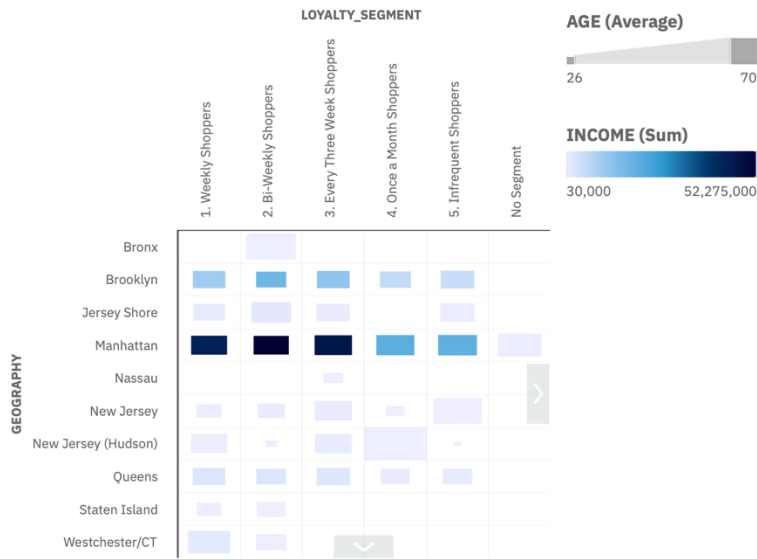 LOYALTY_SEGMENT
1. Weekly Shoppers
2. Bi-Weekly Shoppers
3. Every Three Week Shoppers
4. Once a Month Shoppers
5. Infrequent Shoppers
No Segment
AGE (Average)
26 70
INCOME (Sum)
30,000 52,275,000
GEOGRAPHY
Bronx
Brooklyn
Jersey Shore
Manhattan
Nassau
New Jersey
New Jersey (Hudson)
Queens
Staten Island
Westchester/CT